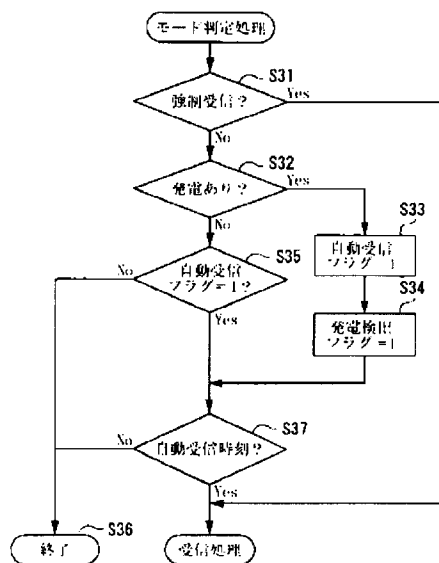 モード判定処理
S31
強制受信?
Yes
No
S32
発電あり?
Yes
No
S33
自動受信
フラグ=1
S35
自動受信
フラグ=1?
No
Yes
S34
発電検出
フラグ=1
S37
自動受信時刻?
No
Yes
S36
終了
受信処理